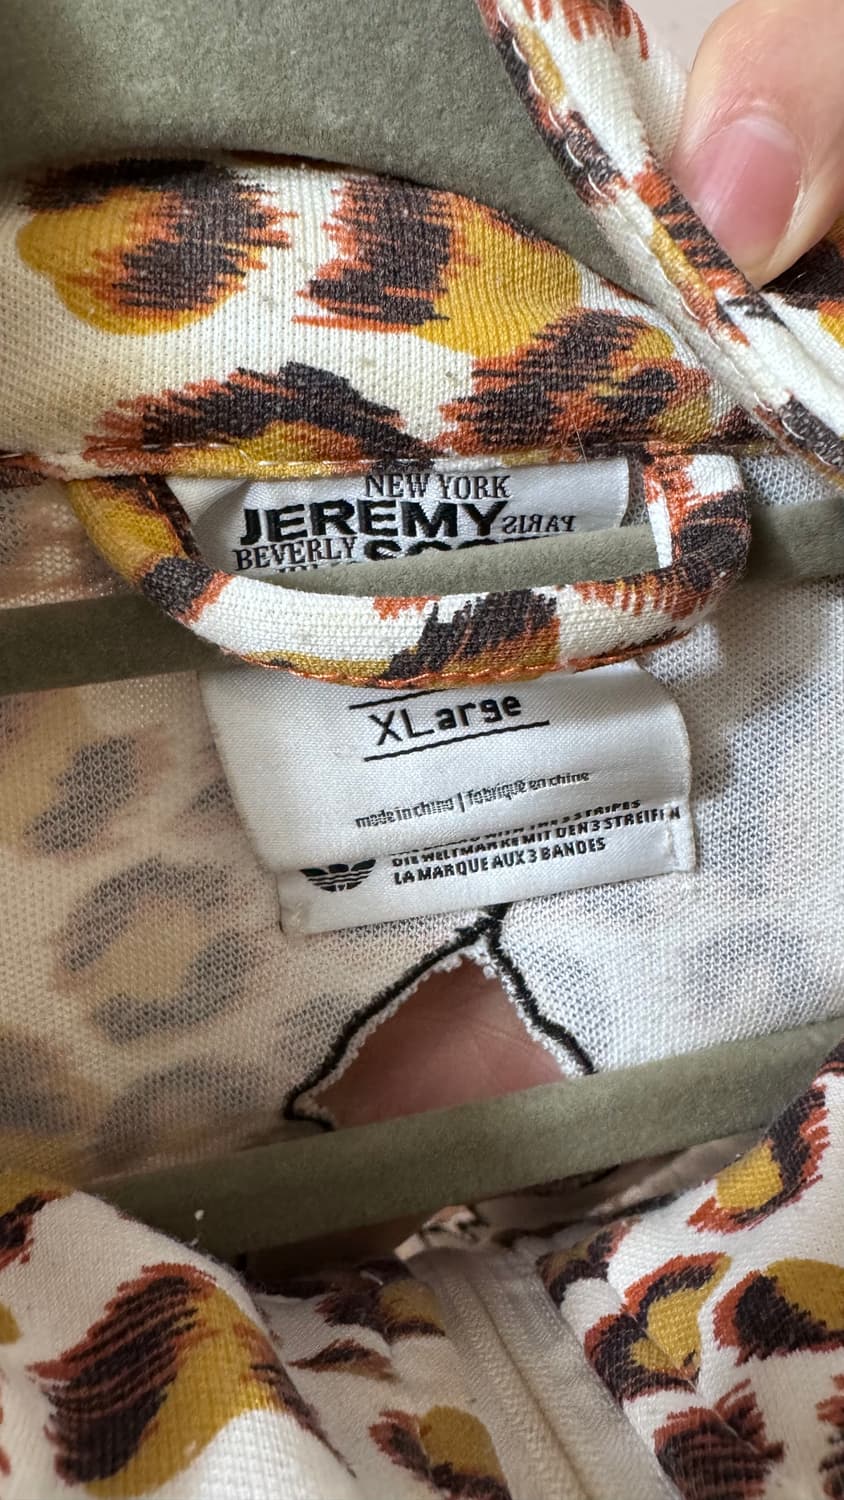 NEW YORK
JEREMY PARIS
BEVERLY
XLarge
made in china | fabriqué en chine
DIE WELTMARKE MIT DEN 3 STREIFEN
LA MARQUE AUX 3 BANDES